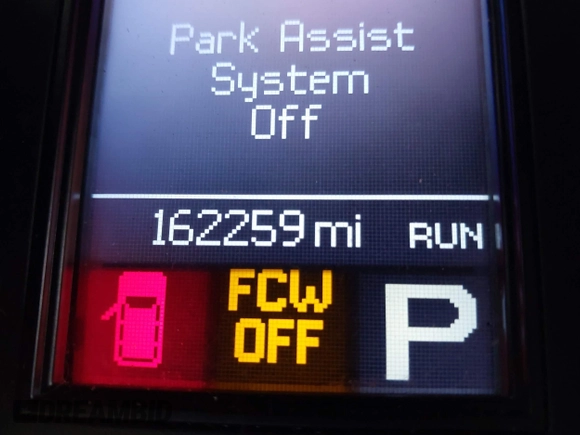 Park Assist
System
Off
162259 mi RUN
FCW
OFF
P